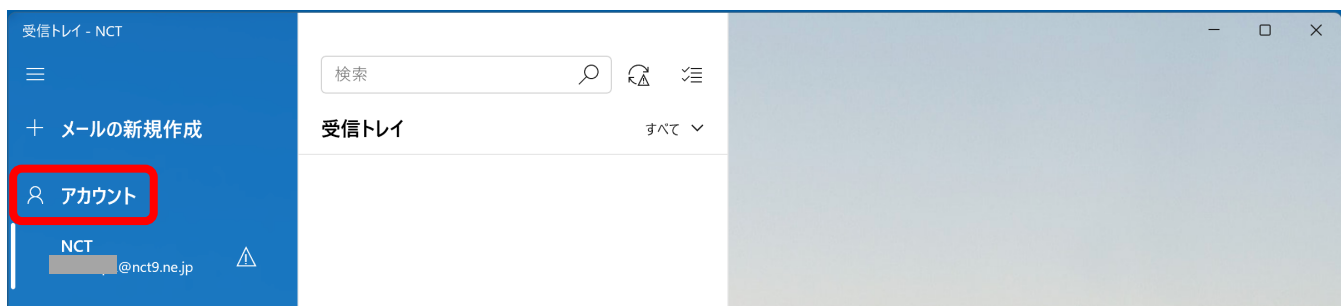 受信トレイ - NCT
検索
メールの新規作成
受信トレイ
すべて
アカウント
NCT
@nct9.ne.jp